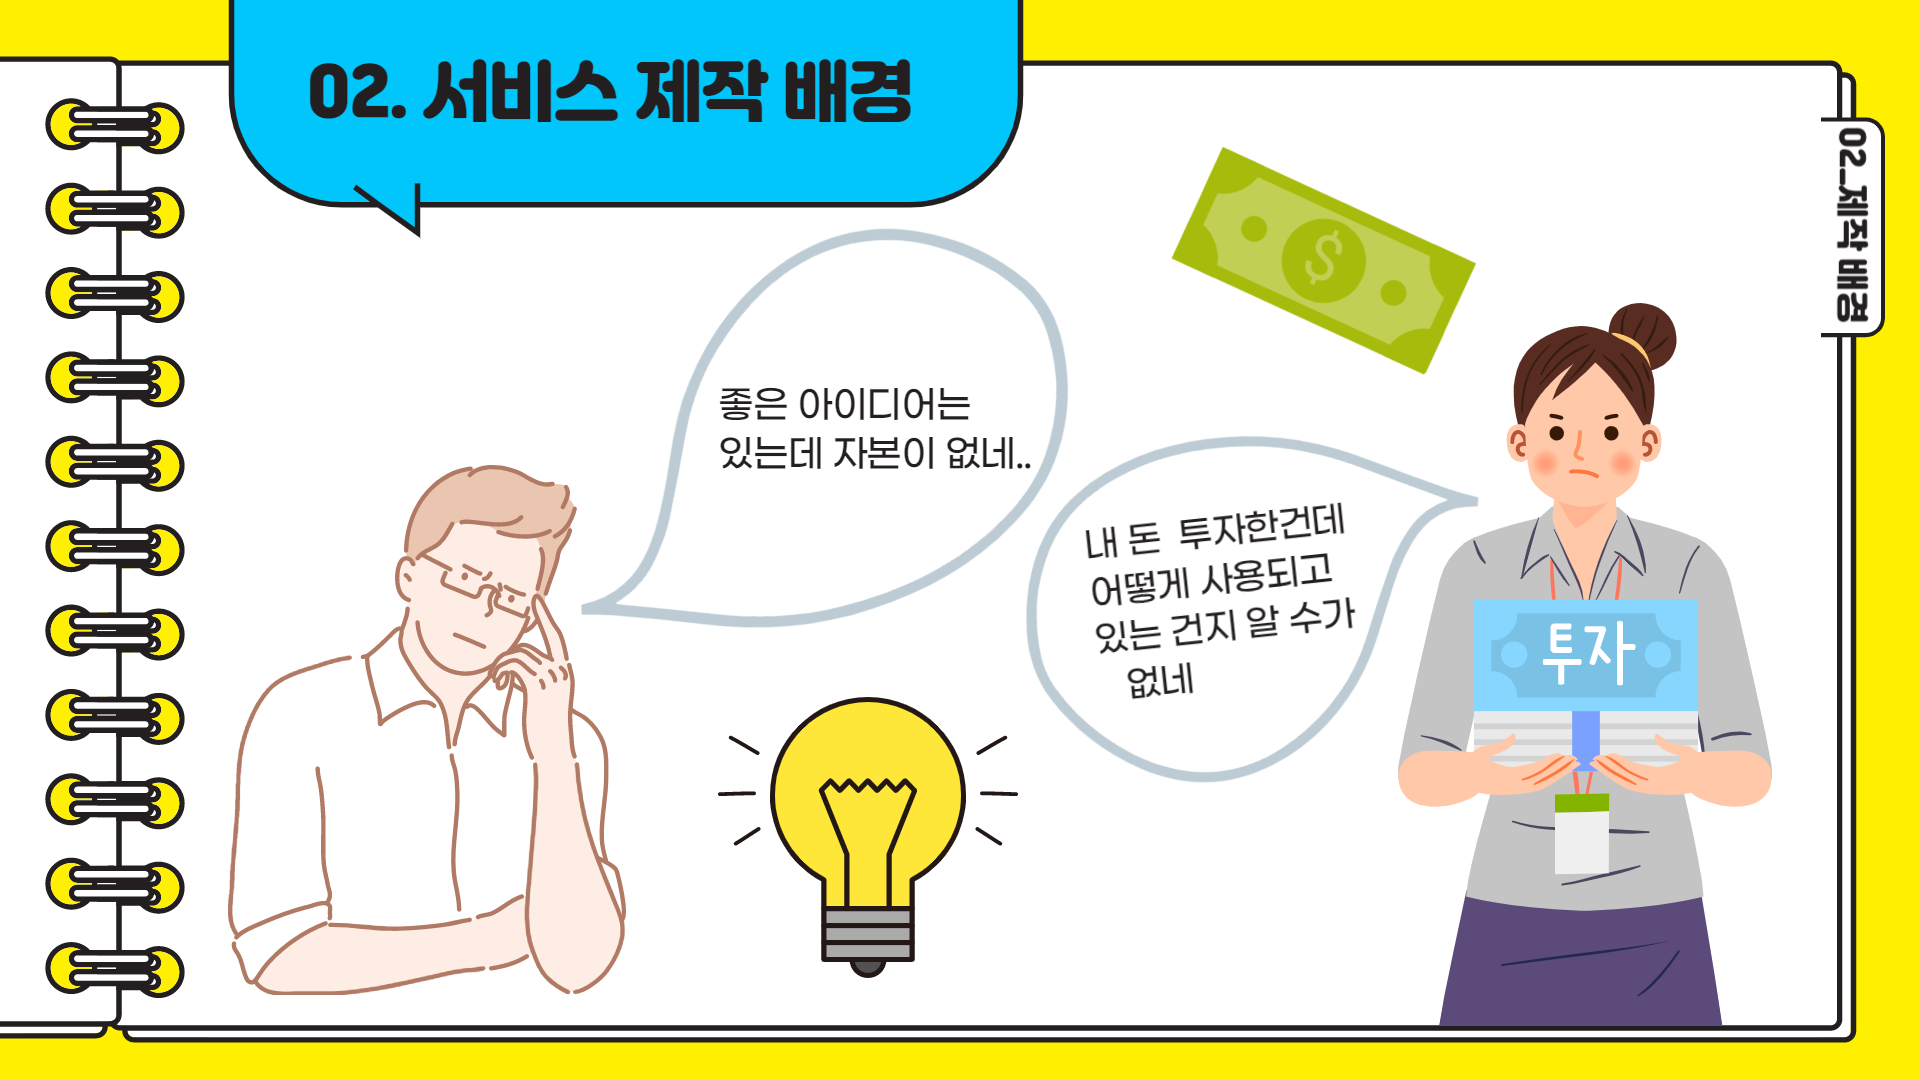 02. 서비스 제작 배경
좋은 아이디어는
있는데 자본이 없네..
내 돈 투자한건데
어떻게 사용되고
있는 건지 알 수가
없네
투자
02_제작 배경